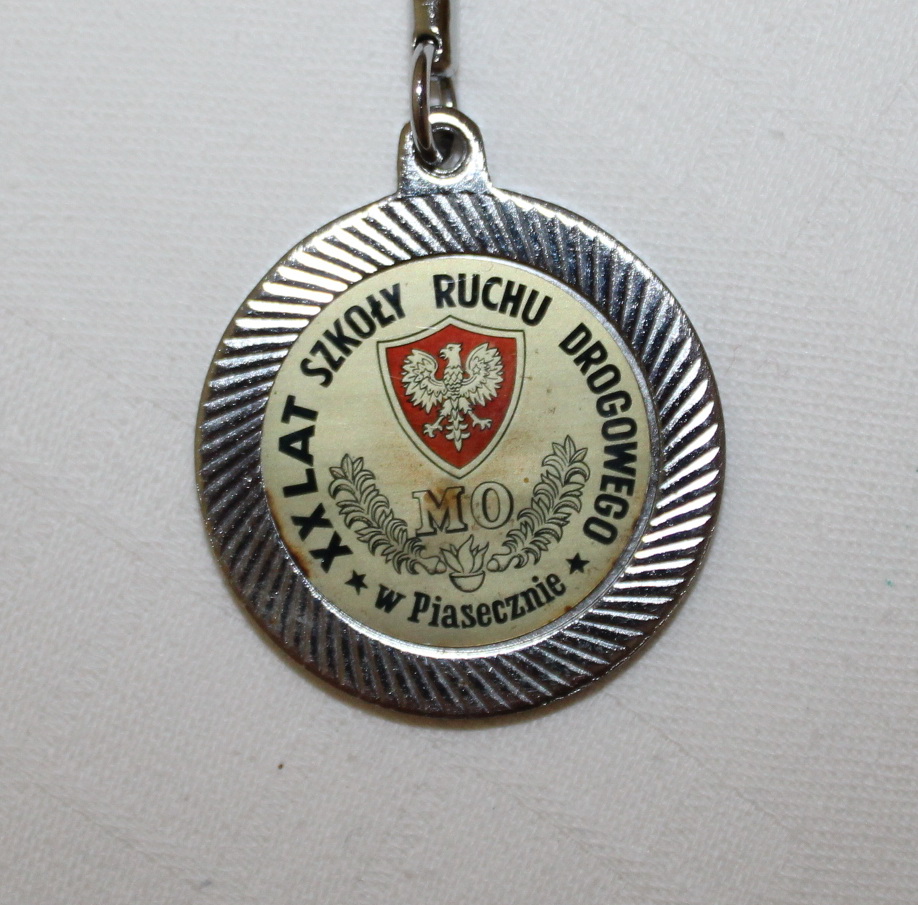 XX LAT SZKOŁY RUCHU DROGOWEGO
MO
★ w Piasecznie ★